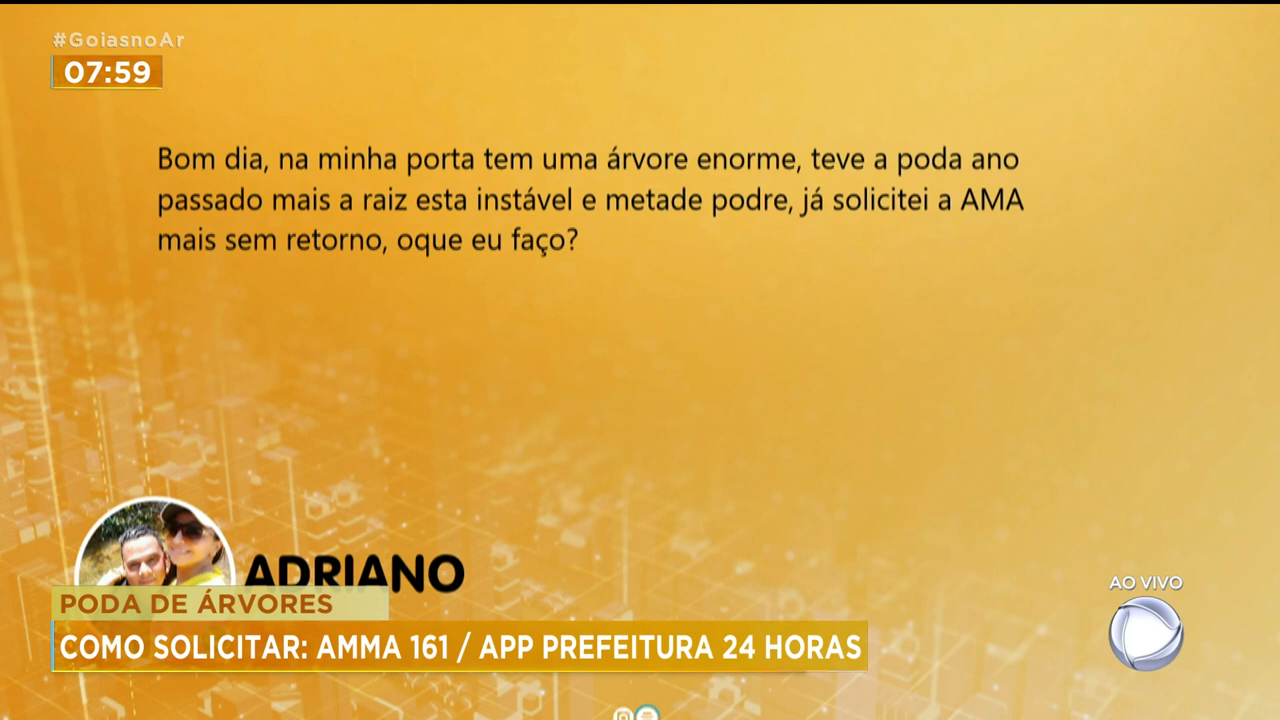 #GoiasnoAr
07:59
Bom dia, na minha porta tem uma árvore enorme, teve a poda ano
passado mais a raiz esta instável e metade podre, já solicitei a AMA
mais sem retorno, oque eu faço?
ADRIANO
PODA DE ÁRVORES
COMO SOLICITAR: AMMA 161 / APP PREFEITURA 24 HORAS
AO VIVO